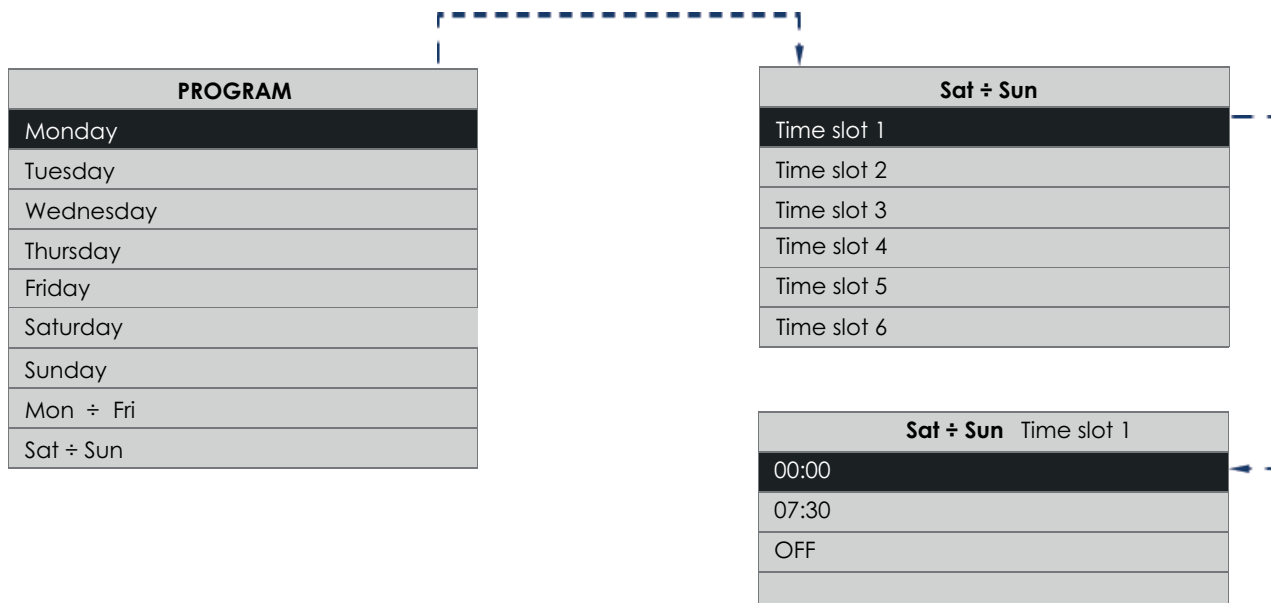 PROGRAM
Monday
Tuesday
Wednesday
Thursday
Friday
Saturday
Sunday
Mon ÷ Fri
Sat ÷ Sun
Sat ÷ Sun
Time slot 1
Time slot 2
Time slot 3
Time slot 4
Time slot 5
Time slot 6
Sat ÷ Sun Time slot 1
00:00
07:30
OFF